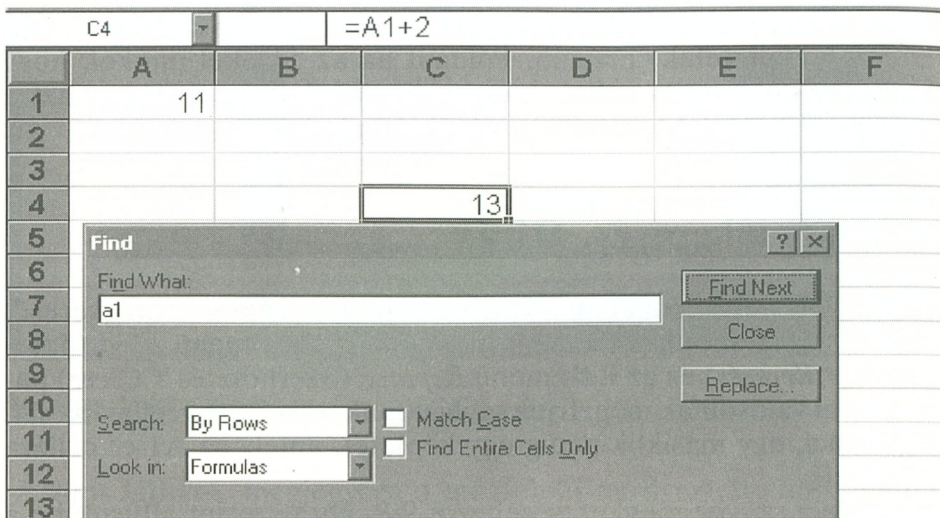 C4 =A1+2
A B C D E F
1 11
2
3
4 13
5
6
7
8
9
10
11
12
13
Find ? ×
Find What:
a1
Find Next
Close
Replace...
Search: By Rows Match Case
Look in: Formulas Find Entire Cells Only